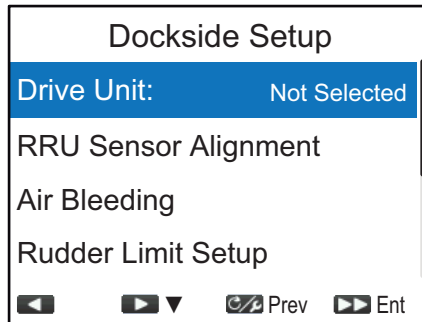 Dockside Setup
Drive Unit: Not Selected
RRU Sensor Alignment
Air Bleeding
Rudder Limit Setup
Prev Ent